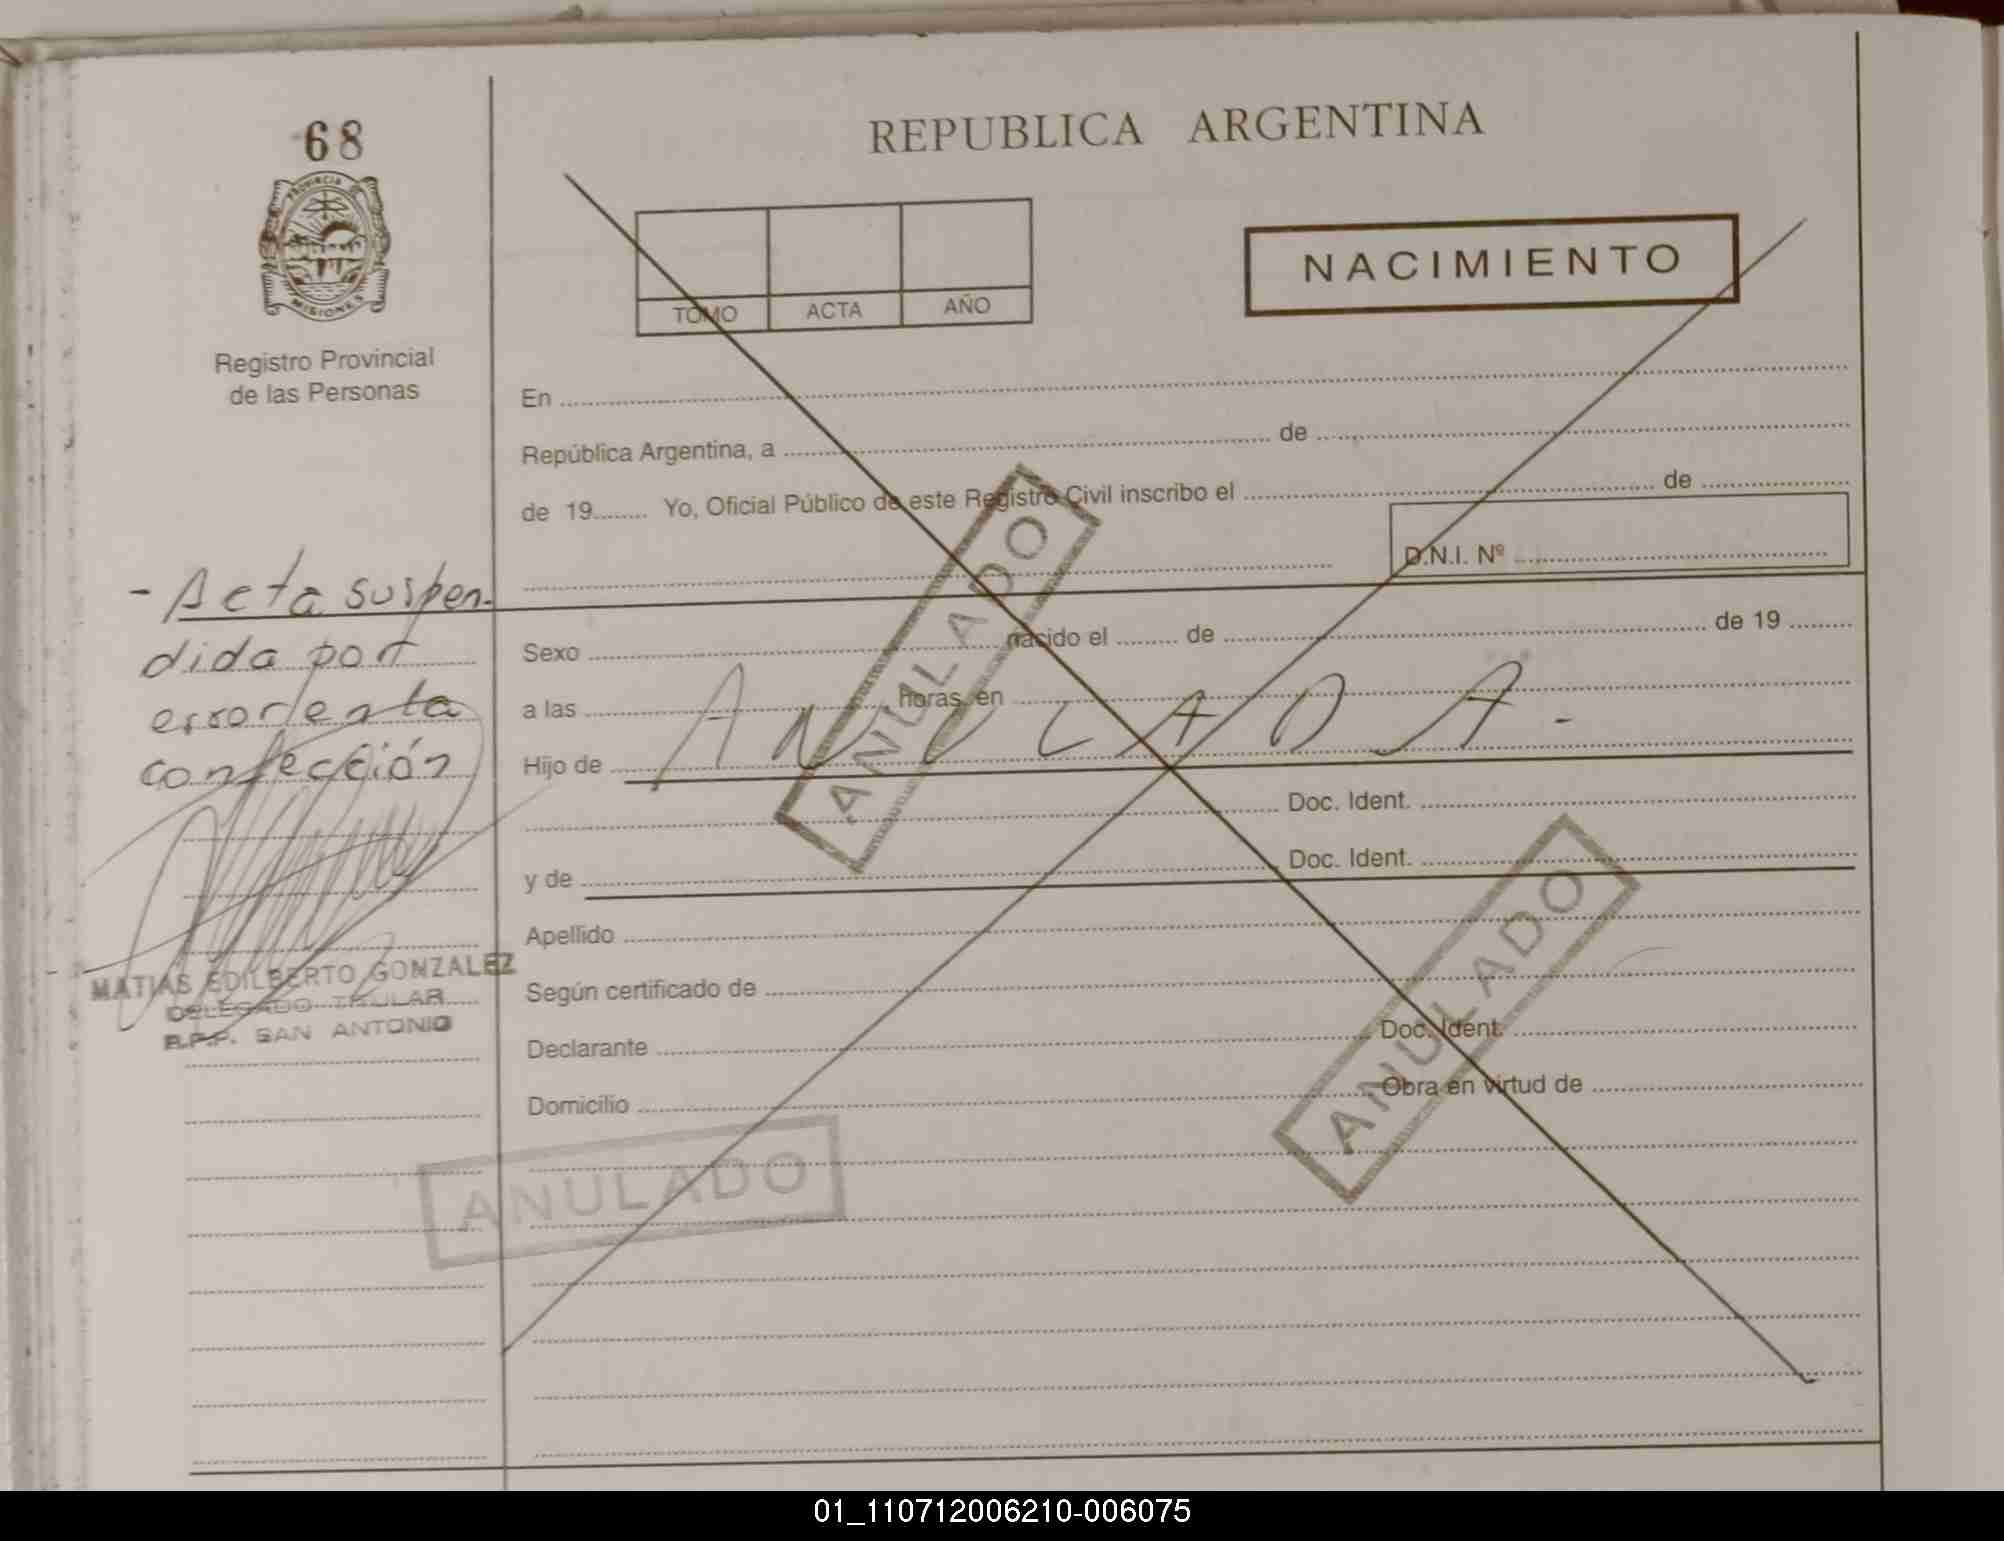 68
PROVINCIA DE
MISIONES
Registro Provincial
de las Personas
- Acta suspen-
dida por
error en la
confección
MATIAS EDILBERTO GONZALEZ
DELEGADO TITULAR
R.P.P. SAN ANTONIO
REPUBLICA ARGENTINA
TOMO ACTA AÑO
NACIMIENTO
En
República Argentina, a de
de 19 Yo, Oficial Público de este Registro Civil inscribo el de
D.N.I. Nº
Sexo nacido el de de 19
a las horas, en
ANULADA.-
Hijo de
Doc. Ident.
y de Doc. Ident.
Apellido
Según certificado de
Declarante Doc. Ident.
Domicilio Obra en virtud de
ANULADO
ANULADO
ANULADO
01_110712006210-006075